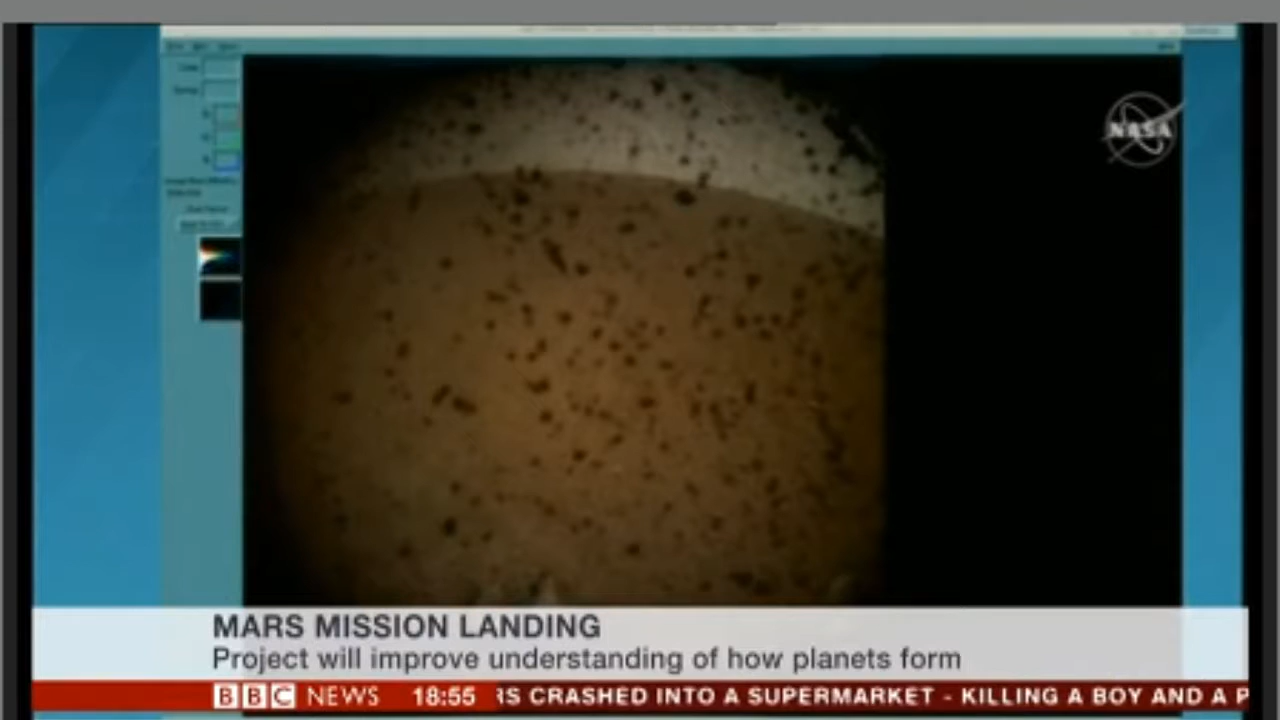 NASA
MARS MISSION LANDING
Project will improve understanding of how planets form
BBC NEWS 18:55 RS CRASHED INTO A SUPERMARKET - KILLING A BOY AND A P